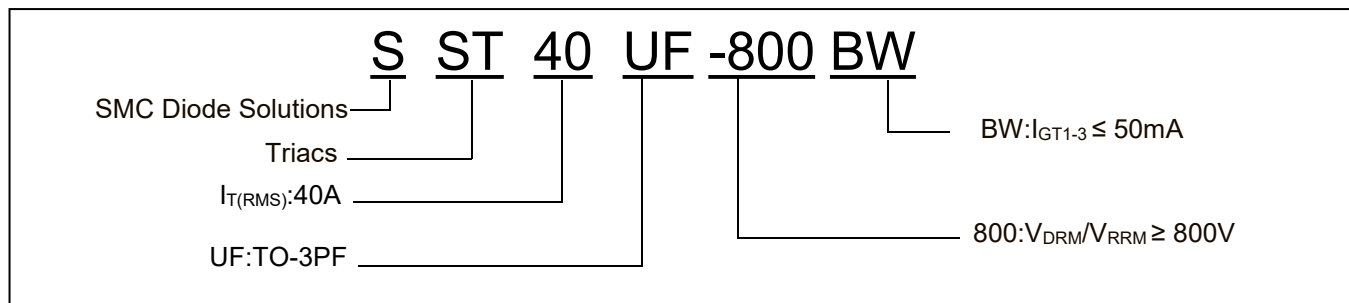 S ST 40 UF -800 BW
SMC Diode Solutions
BW:IGT1-3 ≤ 50mA
Triacs
IT(RMS):40A
800:VDRM/VRRM ≥ 800V
UF:TO-3PF